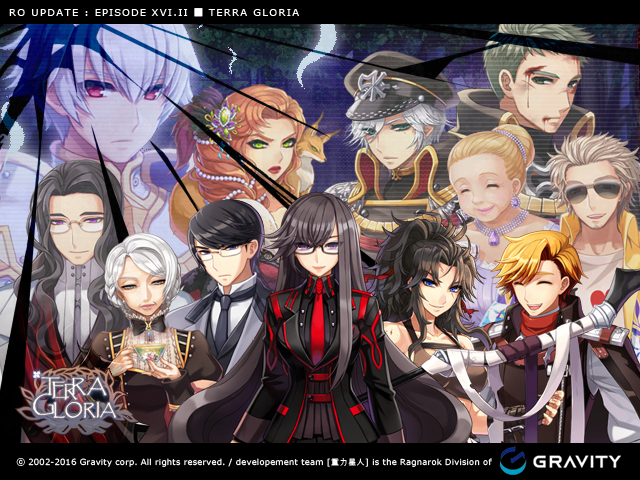 RO UPDATE : EPISODE XVI.II ■ TERRA GLORIA
TERRA
GLORIA
© 2002-2016 Gravity corp. All rights reserved. / developement team [重力星人] is the Ragnarok Division of
GRAVITY